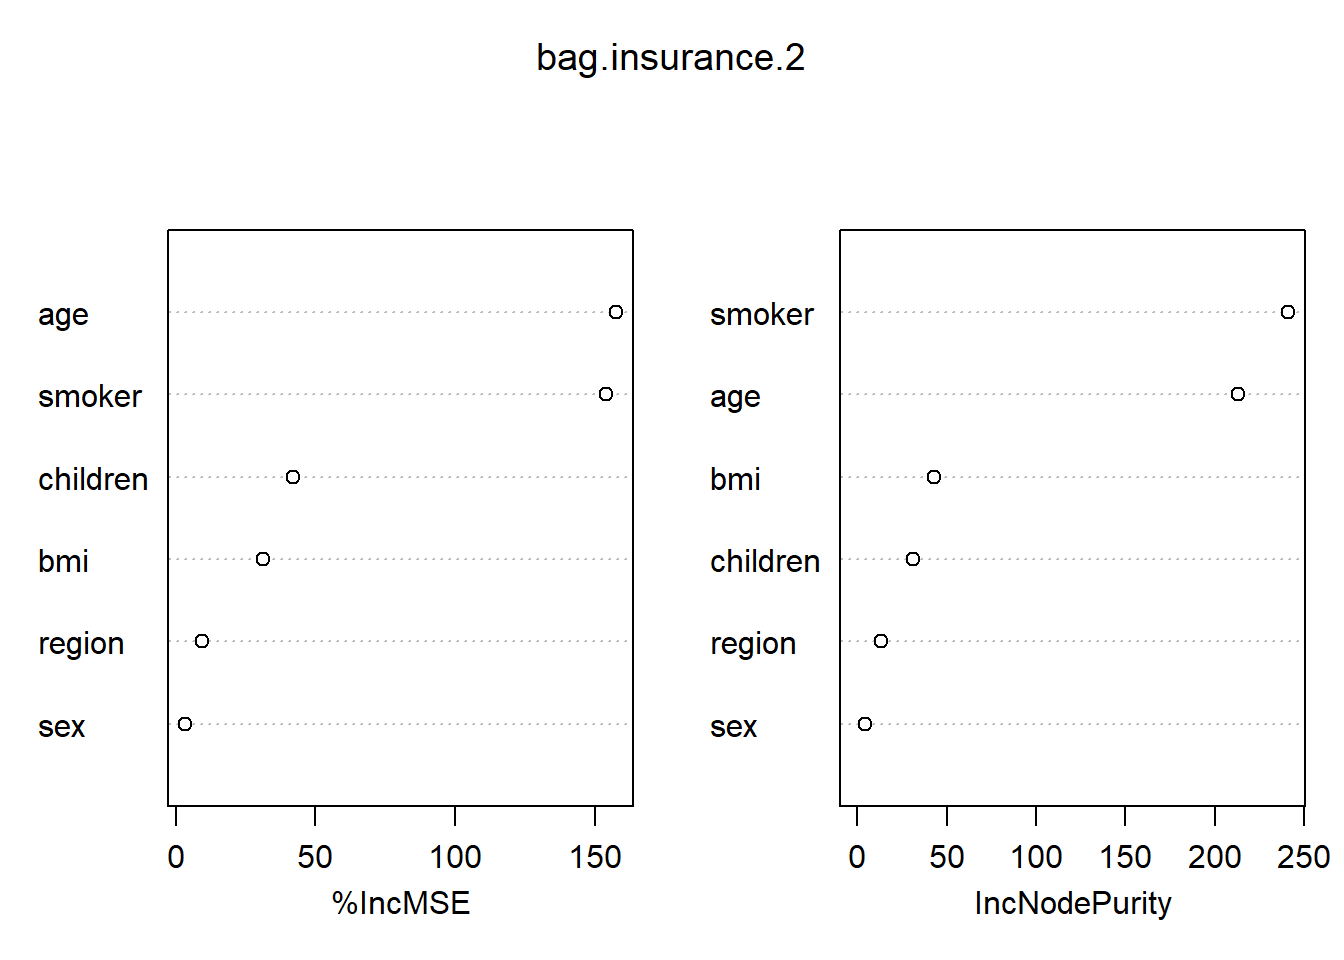 bag.insurance.2
age
smoker
children
bmi
region
sex
0 50 100 150
%IncMSE
smoker
age
bmi
children
region
sex
0 50 100 150 200 250
IncNodePurity